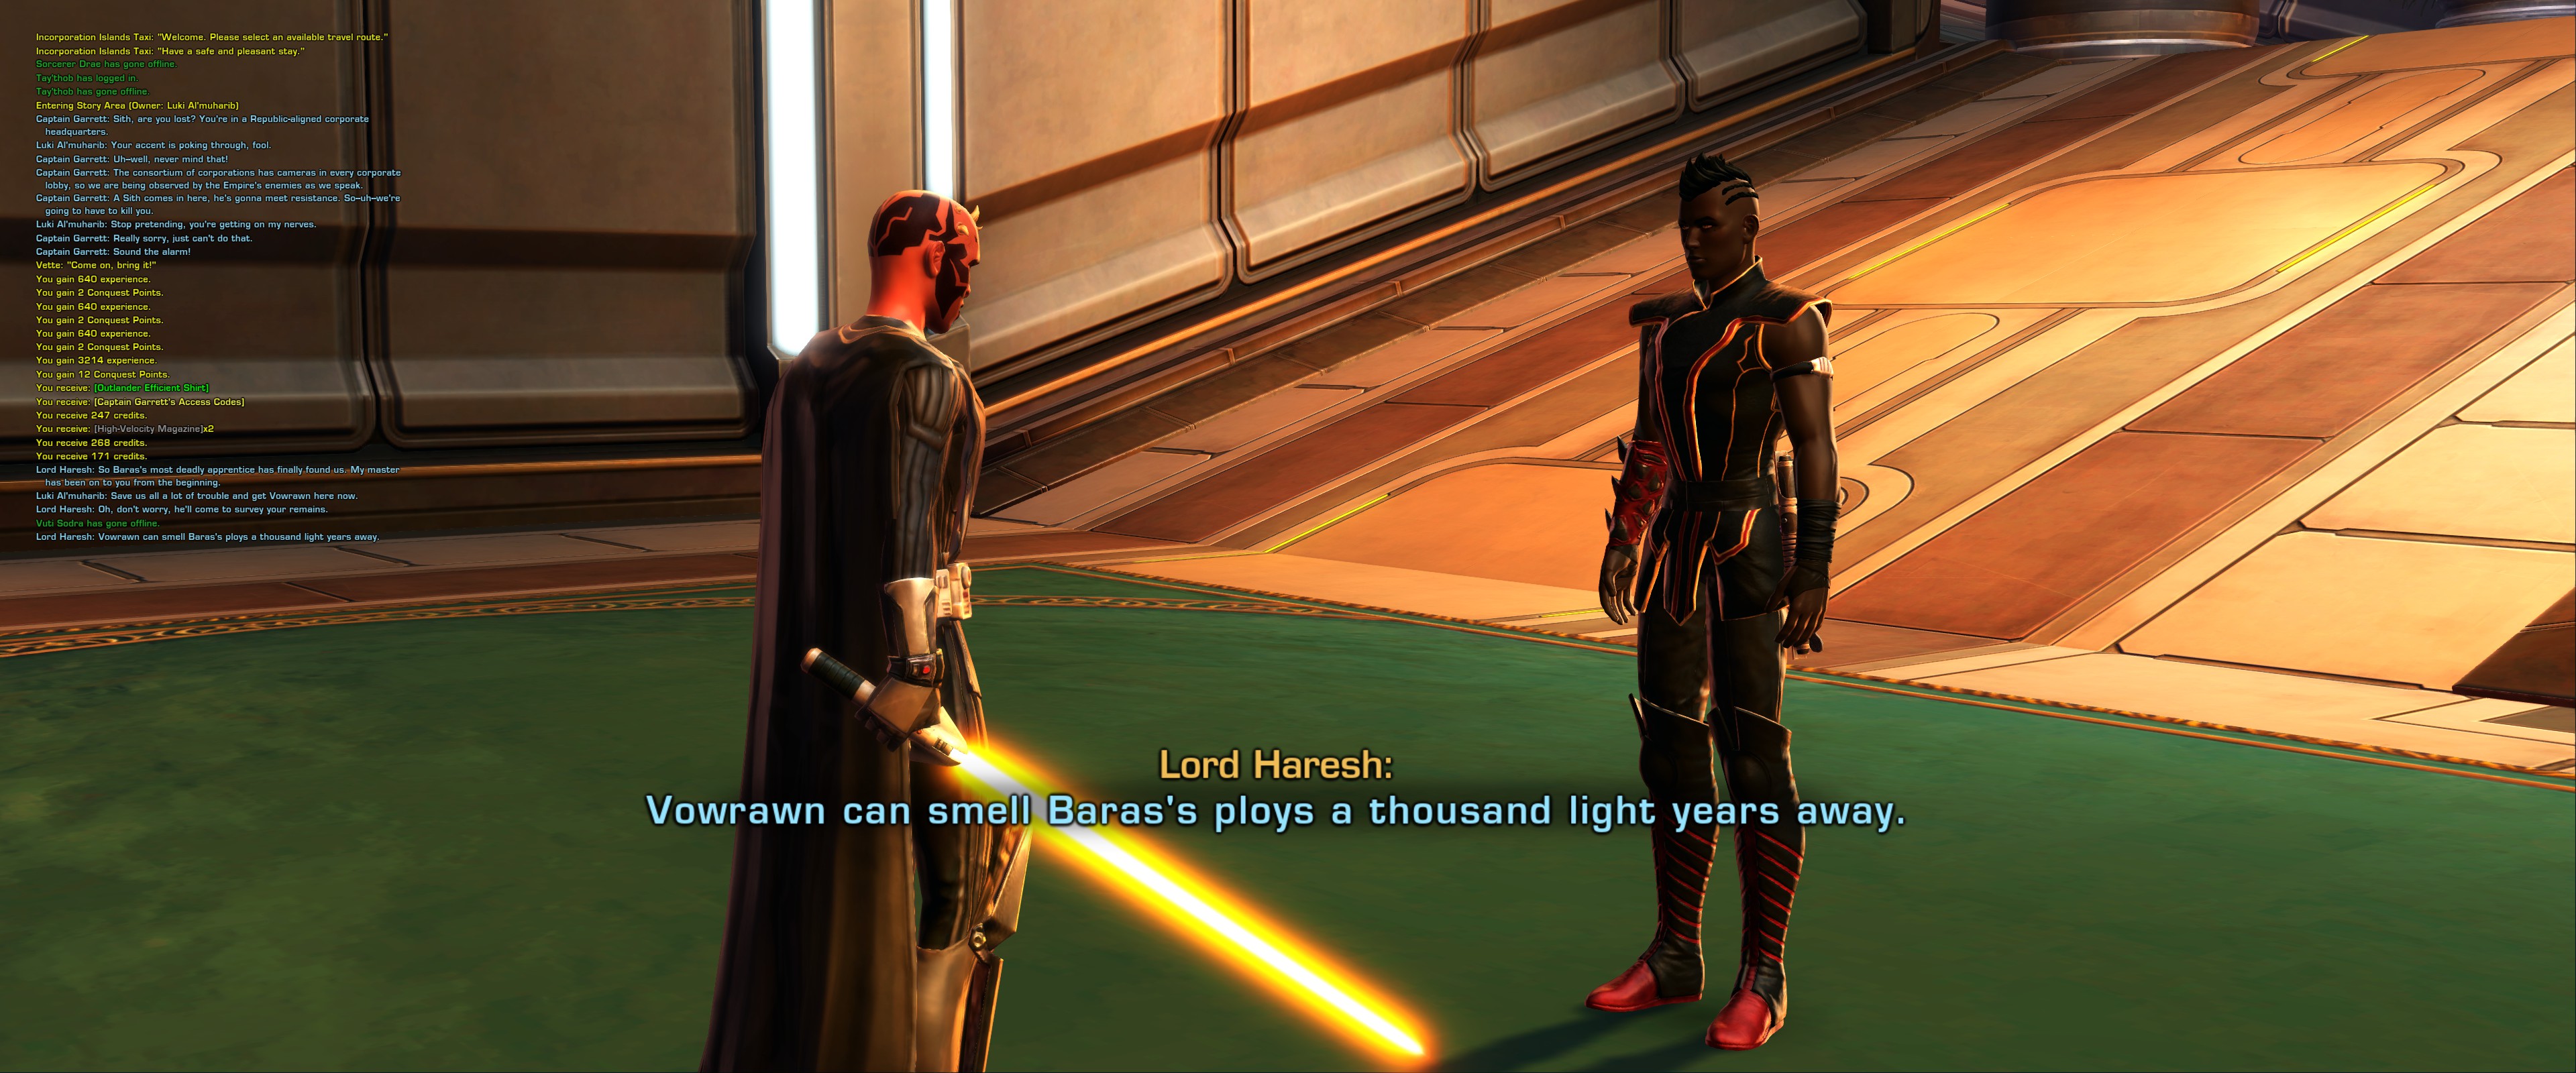 Incorporation Islands Taxi: "Welcome. Please select an available travel route."
Incorporation Islands Taxi: "Have a safe and pleasant stay."
Sorcerer Drae has gone offline.
Tay'thob has logged in.
Tay'thob has gone offline.
Entering Story Area (Owner: Luki Al'muharib)
Captain Garrett: Sith, are you lost? You're in a Republic-aligned corporate
headquarters.
Luki Al'muharib: Your accent is poking through, fool.
Captain Garrett: Uh—well, never mind that!
Captain Garrett: The consortium of corporations has cameras in every corporate
lobby, so we are being observed by the Empire's enemies as we speak.
Captain Garrett: A Sith comes in here, he's gonna meet resistance. So—uh—we're
going to have to kill you.
Luki Al'muharib: Stop pretending, you're getting on my nerves.
Captain Garrett: Really sorry, just can't do that.
Captain Garrett: Sound the alarm!
Vette: "Come on, bring it!"
You gain 640 experience.
You gain 2 Conquest Points.
You gain 640 experience.
You gain 2 Conquest Points.
You gain 640 experience.
You gain 2 Conquest Points.
You gain 3214 experience.
You gain 12 Conquest Points.
You receive: [Outlander Efficient Shirt]
You receive: [Captain Garrett's Access Codes]
You receive 247 credits.
You receive: [High-Velocity Magazine]x2
You receive 268 credits.
You receive 171 credits.
Lord Haresh: So Baras's most deadly apprentice has finally found us. My master
has been on to you from the beginning.
Luki Al'muharib: Save us all a lot of trouble and get Vowrawn here now.
Lord Haresh: Oh, don't worry, he'll come to survey your remains.
Vuti Sodra has gone offline.
Lord Haresh: Vowrawn can smell Baras's ploys a thousand light years away.
Lord Haresh:
Vowrawn can smell Baras's ploys a thousand light years away.